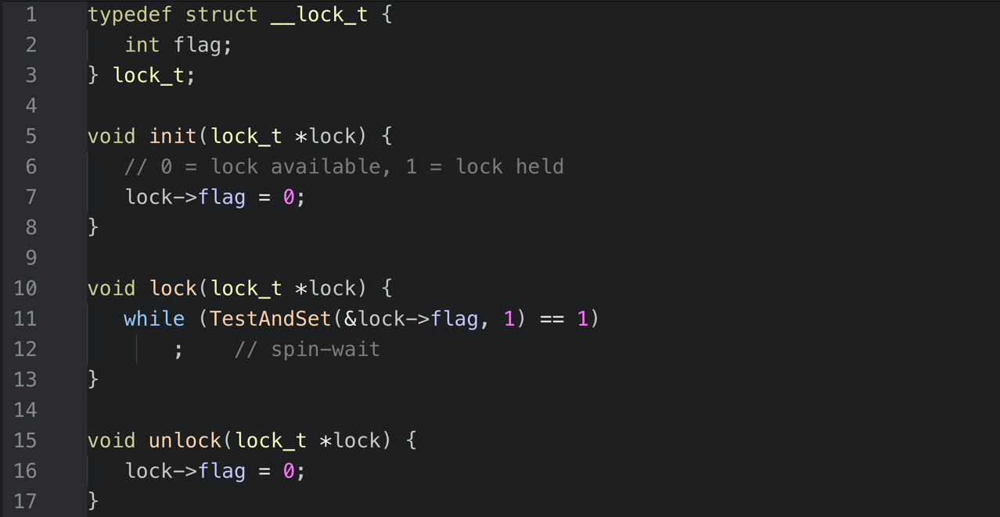 1 typedef struct __lock_t {
2 int flag;
3 } lock_t;
4
5 void init(lock_t *lock) {
6 // 0 = lock available, 1 = lock held
7 lock->flag = 0;
8 }
9
10 void lock(lock_t *lock) {
11 while (TestAndSet(&lock->flag, 1) == 1)
12 ; // spin-wait
13 }
14
15 void unlock(lock_t *lock) {
16 lock->flag = 0;
17 }